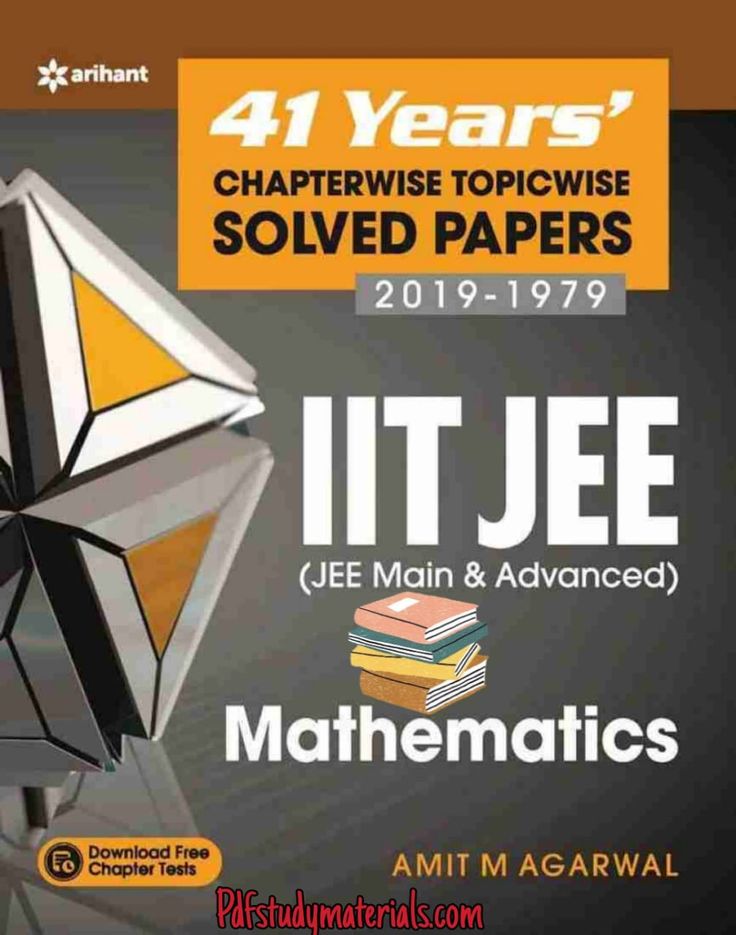 arihant
41 Years'
CHAPTERWISE TOPICWISE
SOLVED PAPERS
2019-1979
IIT JEE
(JEE Main & Advanced)
Mathematics
Download Free
Chapter Tests
AMIT M AGARWAL
Pdfstudymaterials.com